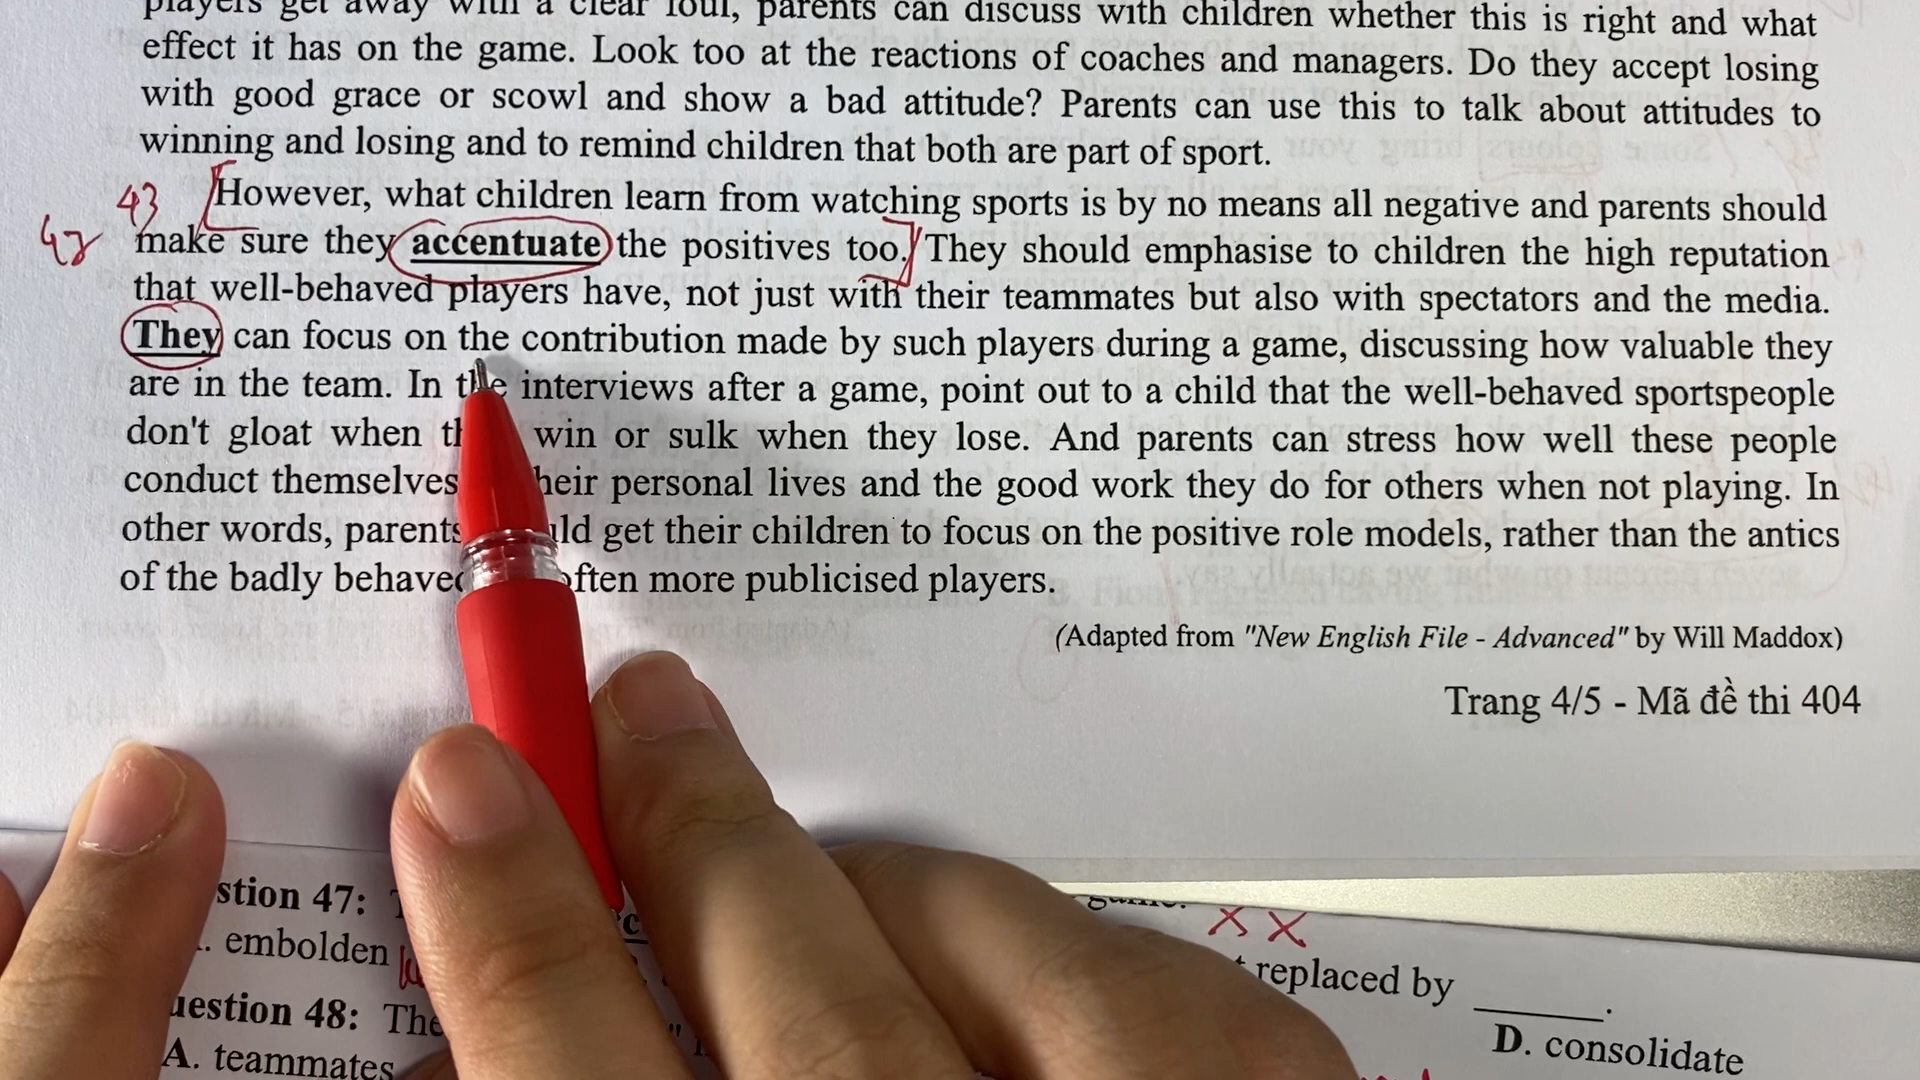 players get away with a clear foul, parents can discuss with children whether this is right and what
effect it has on the game. Look too at the reactions of coaches and managers. Do they accept losing
with good grace or scowl and show a bad attitude? Parents can use this to talk about attitudes to
winning and losing and to remind children that both are part of sport.
43 However, what children learn from watching sports is by no means all negative and parents should
make sure they accentuate the positives too. They should emphasise to children the high reputation
that well-behaved players have, not just with their teammates but also with spectators and the media.
They can focus on the contribution made by such players during a game, discussing how valuable they
are in the team. In the interviews after a game, point out to a child that the well-behaved sportspeople
don't gloat when win or sulk when they lose. And parents can stress how well these people
conduct themselves their personal lives and the good work they do for others when not playing. In
other words, parents get their children to focus on the positive role models, rather than the antics
of the badly behaved often more publicised players.
(Adapted from "New English File - Advanced" by Will Maddox)
Trang 4/5 - Mã đề thi 404
Question 47:
embolden
replaced by ______.
D. consolidate
Question 48: The
A. teammates